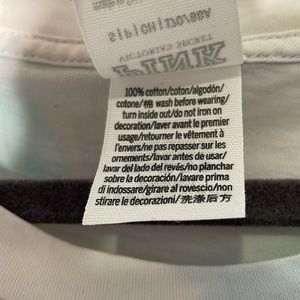 VICTORIA'S SECRET
PINK
100% cotton/coton/algodón/
cotone/棉 wash before wearing/
turn inside out/do not iron on
decoration/laver avant le premier
usage/retourner le vêtement à
l'envers/ne pas repasser sur les
ornements/lavar antes de usar/
lavar del lado del revés/no planchar
sobre la decoración/lavare prima
di indossare/girare al rovescio/non
stirare le decorazioni/洗涤后方